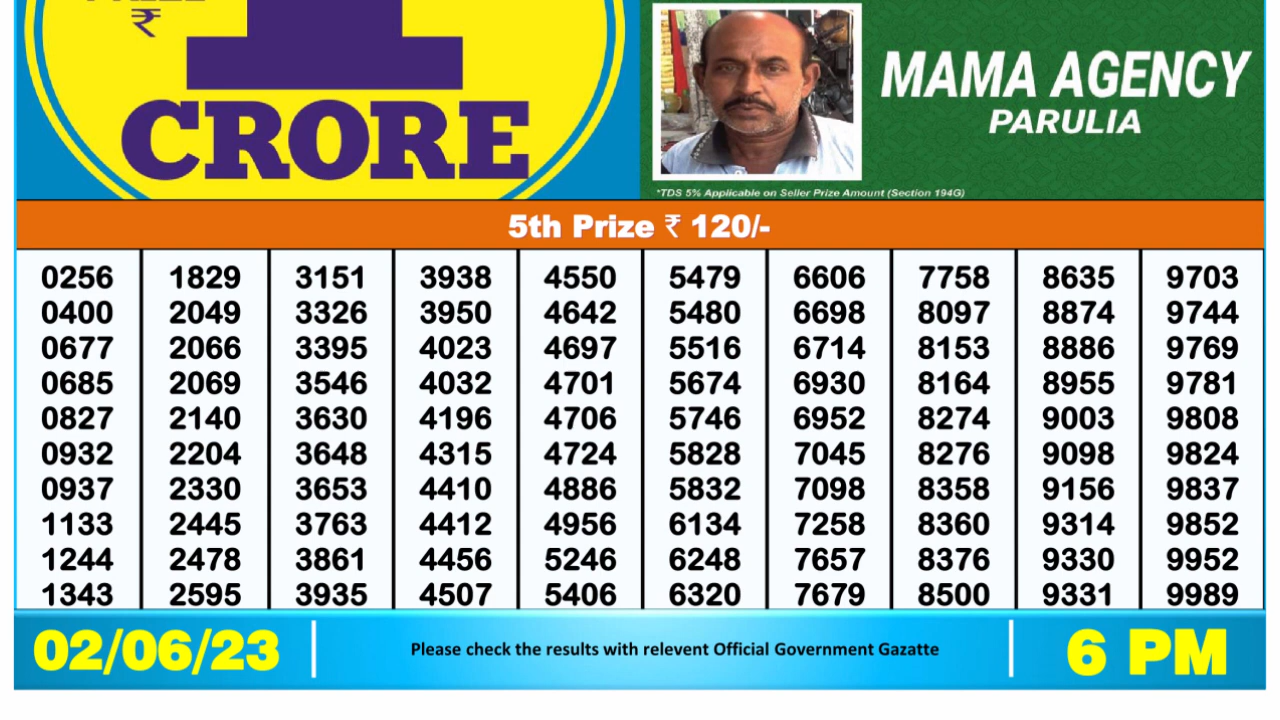 ₹
1
CRORE
MAMA AGENCY
PARULIA
*TDS 5% Applicable on Seller Prize Amount (Section 194G)
5th Prize ₹ 120/-
0256 1829 3151 3938 4550 5479 6606 7758 8635 9703
0400 2049 3326 3950 4642 5480 6698 8097 8874 9744
0677 2066 3395 4023 4697 5516 6714 8153 8886 9769
0685 2069 3546 4032 4701 5674 6930 8164 8955 9781
0827 2140 3630 4196 4706 5746 6952 8274 9003 9808
0932 2204 3648 4315 4724 5828 7045 8276 9098 9824
0937 2330 3653 4410 4886 5832 7098 8358 9156 9837
1133 2445 3763 4412 4956 6134 7258 8360 9314 9852
1244 2478 3861 4456 5246 6248 7657 8376 9330 9952
1343 2595 3935 4507 5406 6320 7679 8500 9331 9989
02/06/23
Please check the results with relevent Official Government Gazatte
6 PM